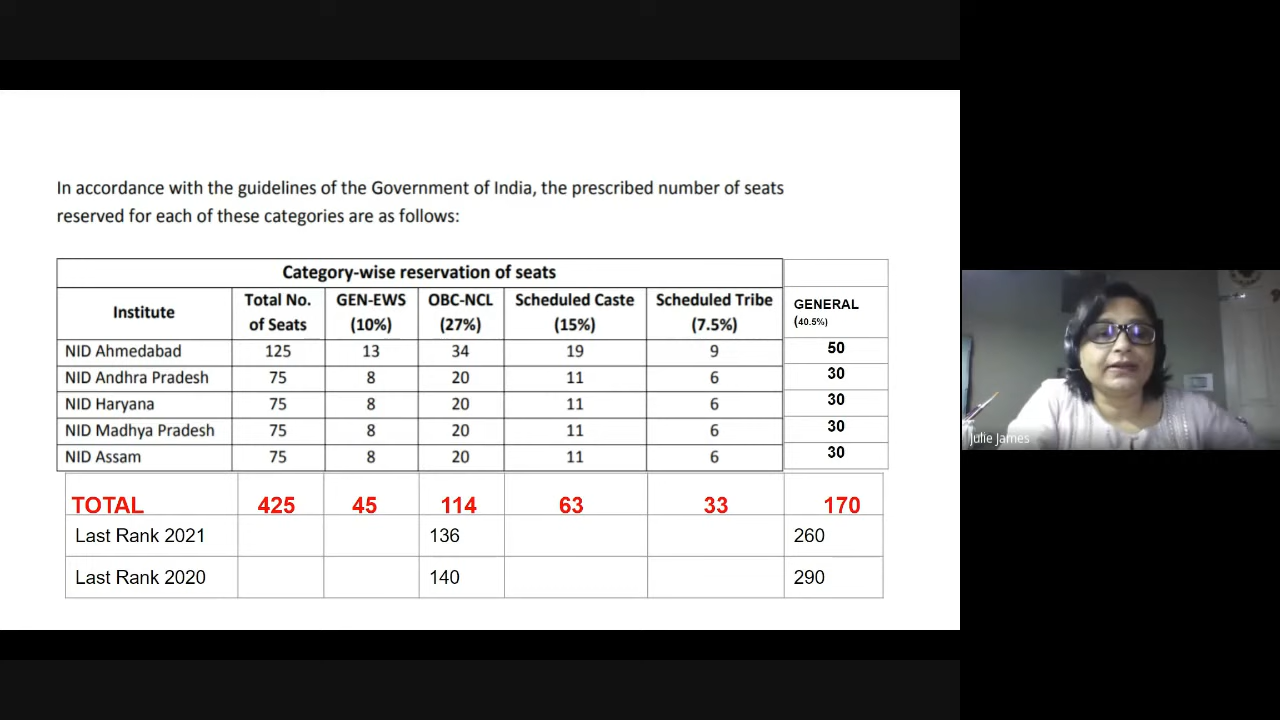 In accordance with the guidelines of the Government of India, the prescribed number of seats
reserved for each of these categories are as follows:
Category-wise reservation of seats
Institute Total No. of Seats GEN-EWS (10%) OBC-NCL (27%) Scheduled Caste (15%) Scheduled Tribe (7.5%) GENERAL (40.5%)
NID Ahmedabad 125 13 34 19 9 50
NID Andhra Pradesh 75 8 20 11 6 30
NID Haryana 75 8 20 11 6 30
NID Madhya Pradesh 75 8 20 11 6 30
NID Assam 75 8 20 11 6 30
TOTAL 425 45 114 63 33 170
Last Rank 2021 136 260
Last Rank 2020 140 290
Julie James